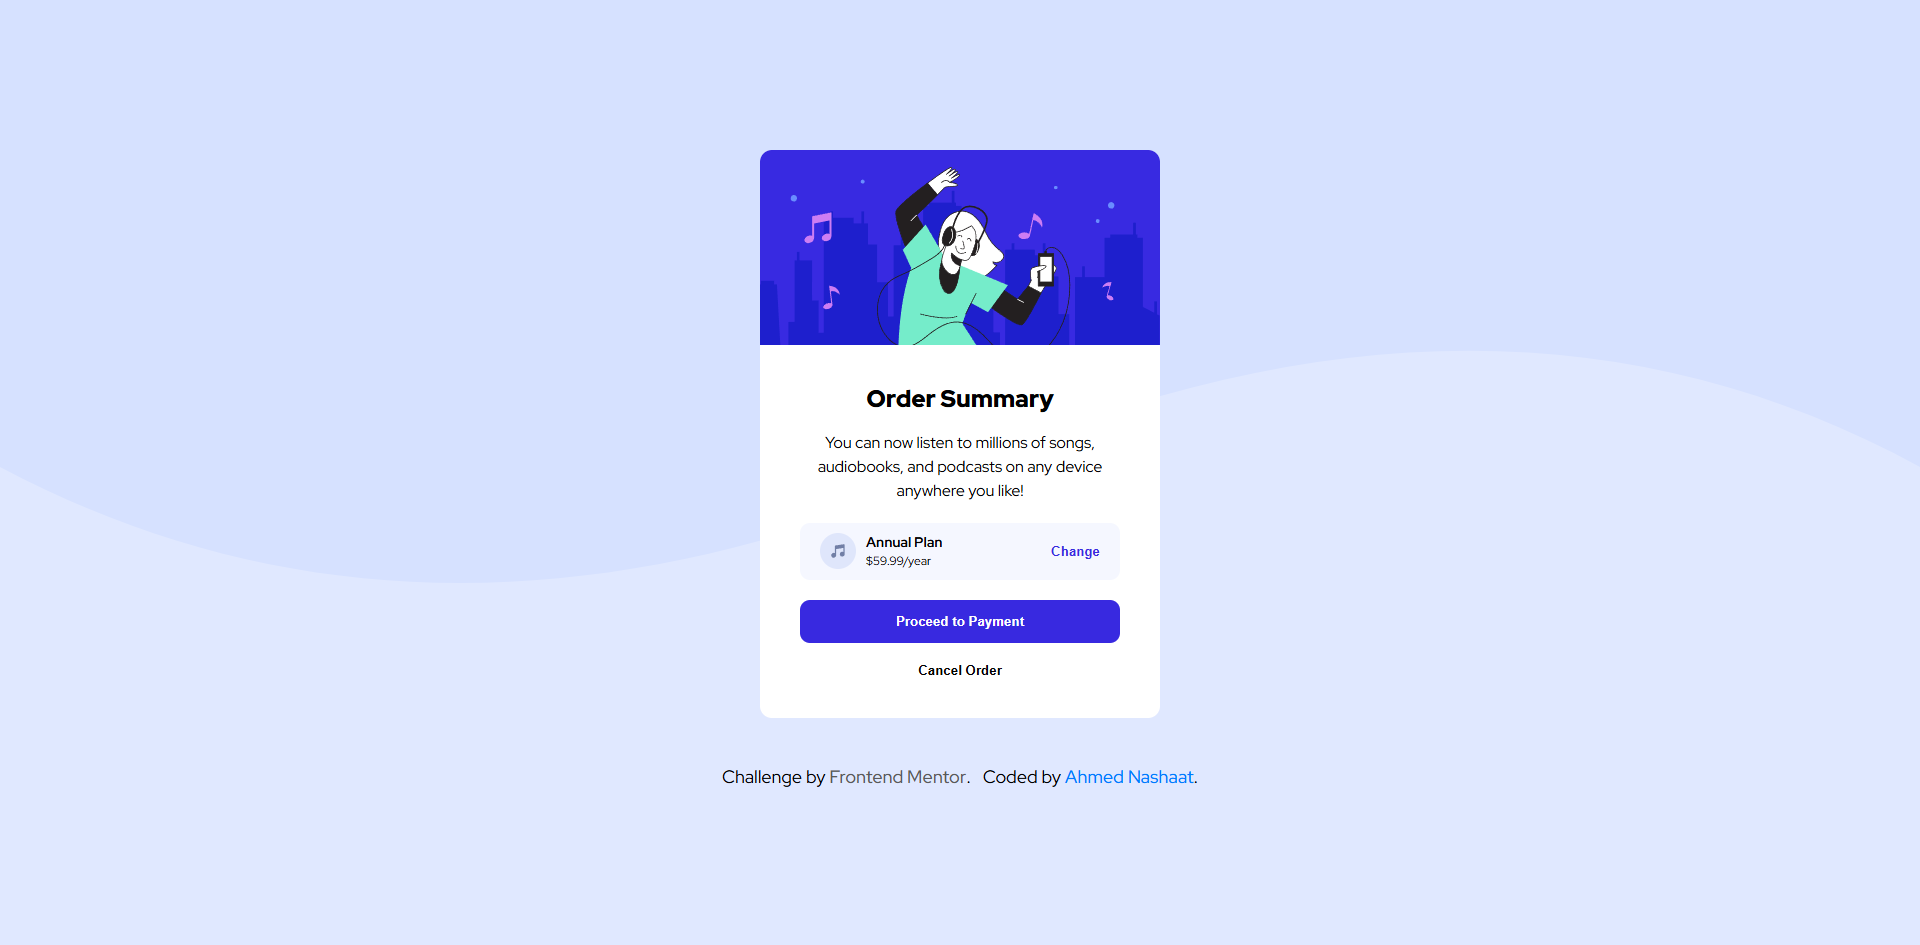 Order Summary
You can now listen to millions of songs,
audiobooks, and podcasts on any device
anywhere you like!
Annual Plan
$59.99/year
Change
Proceed to Payment
Cancel Order
Challenge by Frontend Mentor. Coded by Ahmed Nashaat.